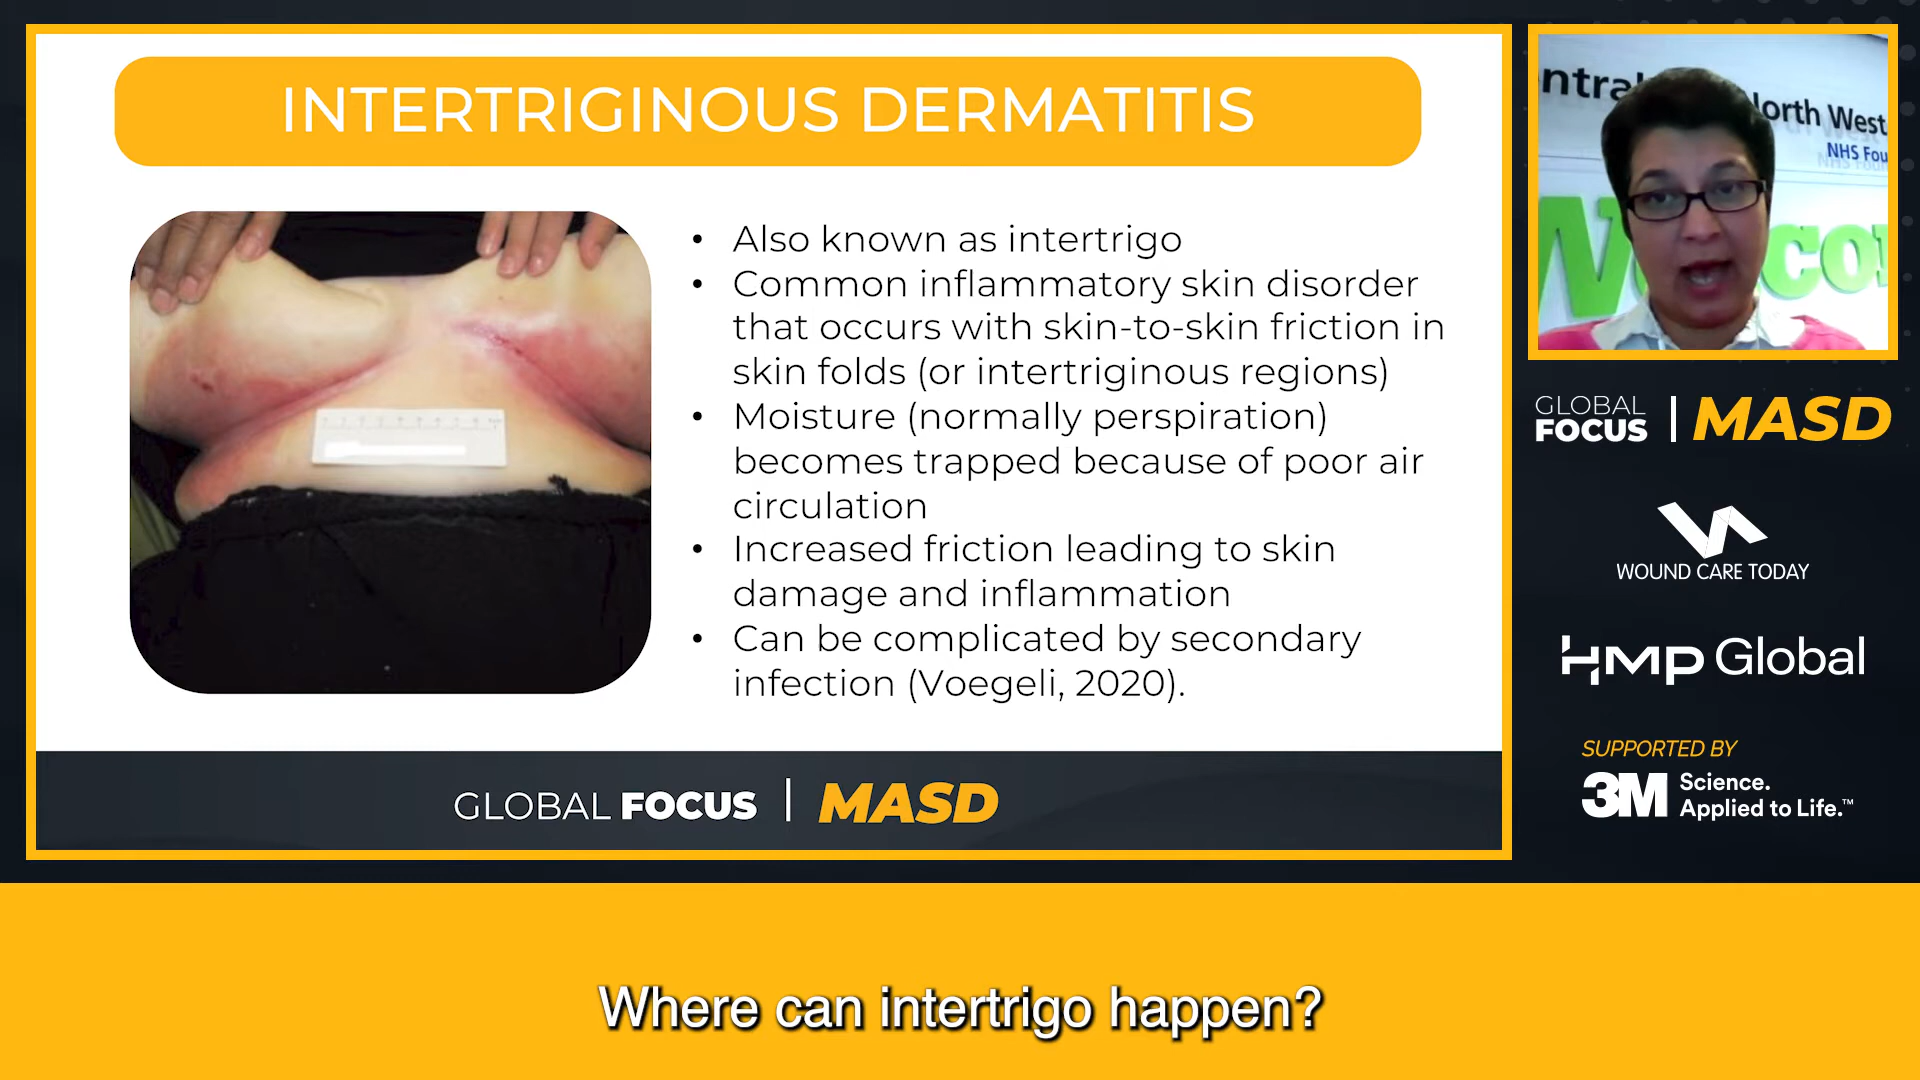 INTERTRIGINOUS DERMATITIS
• Also known as intertrigo
• Common inflammatory skin disorder
that occurs with skin-to-skin friction in
skin folds (or intertriginous regions)
• Moisture (normally perspiration)
becomes trapped because of poor air
circulation
• Increased friction leading to skin
damage and inflammation
• Can be complicated by secondary
infection (Voegeli, 2020).
GLOBAL FOCUS | MASD
orth West
NHS Fou
GLOBAL
FOCUS | MASD
WOUND CARE TODAY
HMP Global
SUPPORTED BY
3M Science.
Applied to Life.™
Where can intertrigo happen?